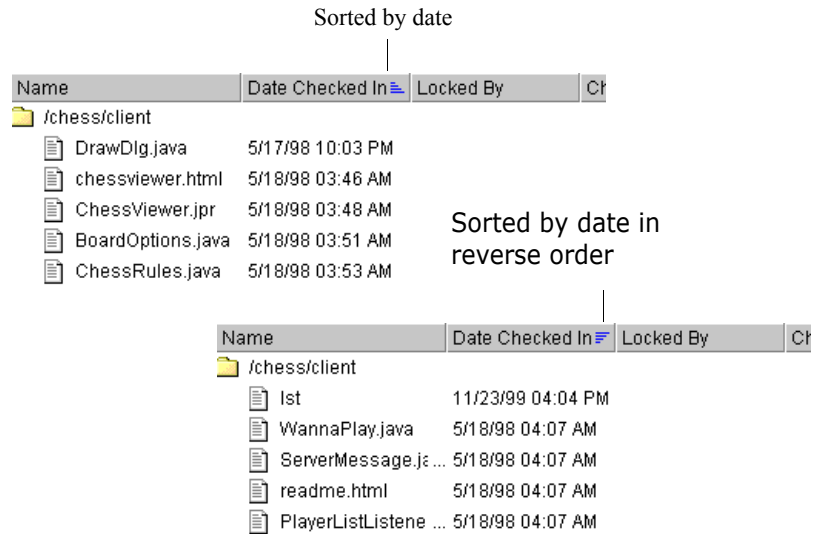 Sorted by date
Name Date Checked In Locked By Ch
/chess/client
DrawDlg.java 5/17/98 10:03 PM
chessviewer.html 5/18/98 03:46 AM
ChessViewer.jpr 5/18/98 03:48 AM
BoardOptions.java 5/18/98 03:51 AM
ChessRules.java 5/18/98 03:53 AM
Sorted by date in
reverse order
Name Date Checked In Locked By Ch
/chess/client
lst 11/23/99 04:04 PM
WannaPlay.java 5/18/98 04:07 AM
ServerMessage.ja... 5/18/98 04:07 AM
readme.html 5/18/98 04:07 AM
PlayerListListene ... 5/18/98 04:07 AM